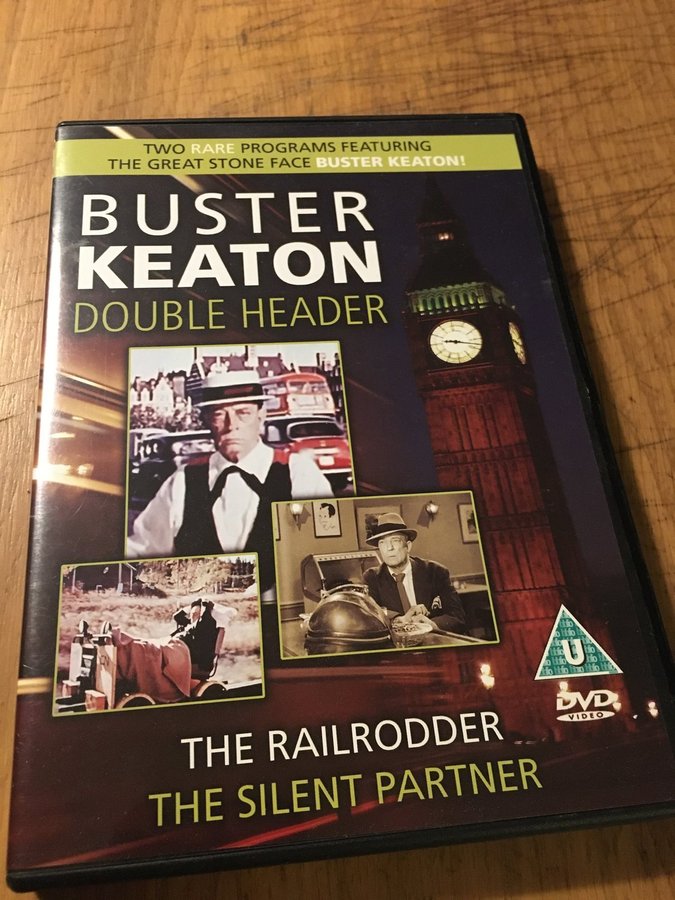 TWO RARE PROGRAMS FEATURING
THE GREAT STONE FACE BUSTER KEATON!
BUSTER
KEATON
DOUBLE HEADER
U
DVD
VIDEO
THE RAILRODDER
THE SILENT PARTNER